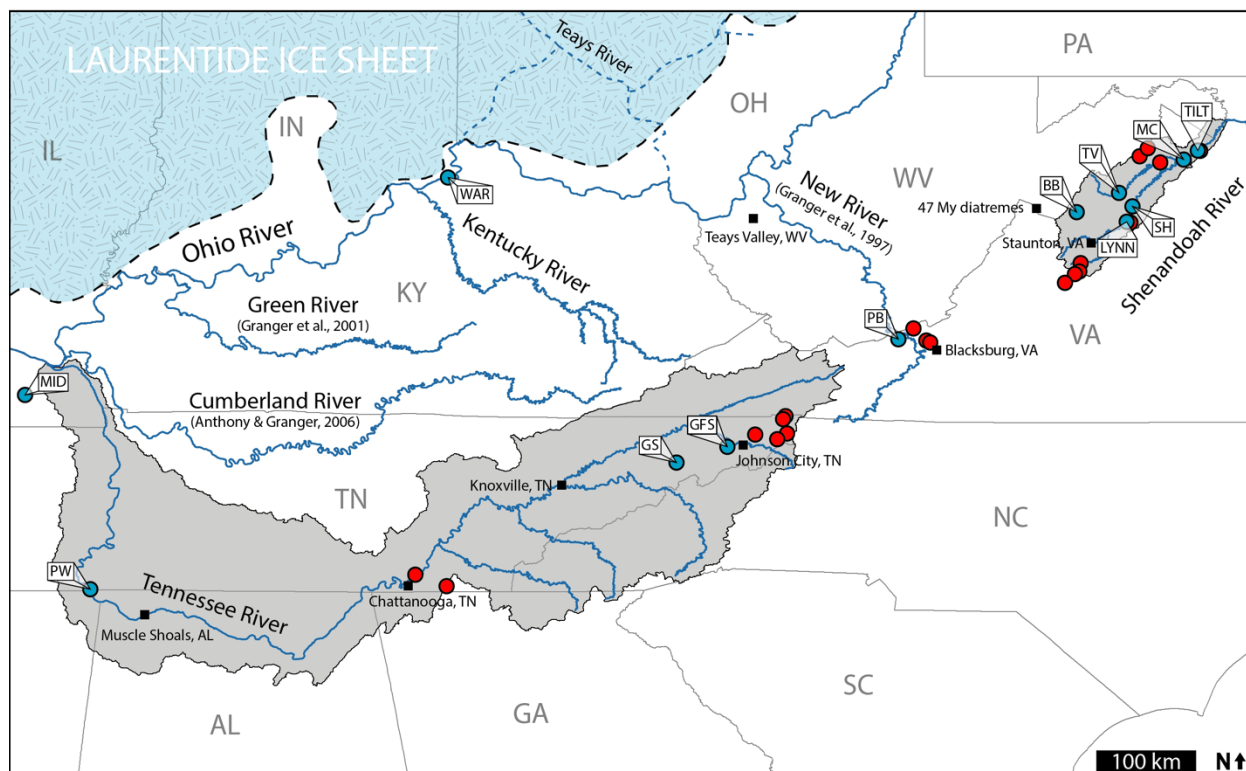 LAURENTIDE ICE SHEET
Teays River
PA
OH
IN
IL
TILT
MC
TV
WV
WAR
New River
(Granger et al., 1997)
BB
47 My diatremes
SH
Kentucky River
Teays Valley, WV
Staunton, VA
LYNN
Ohio River
Shenandoah River
KY
Green River
(Granger et al., 2001)
PB
VA
Blacksburg, VA
MID
Cumberland River
(Anthony & Granger, 2006)
GFS
GS
Johnson City, TN
Knoxville, TN
TN
NC
PW
Tennessee River
Chattanooga, TN
Muscle Shoals, AL
SC
AL
GA
100 km
N